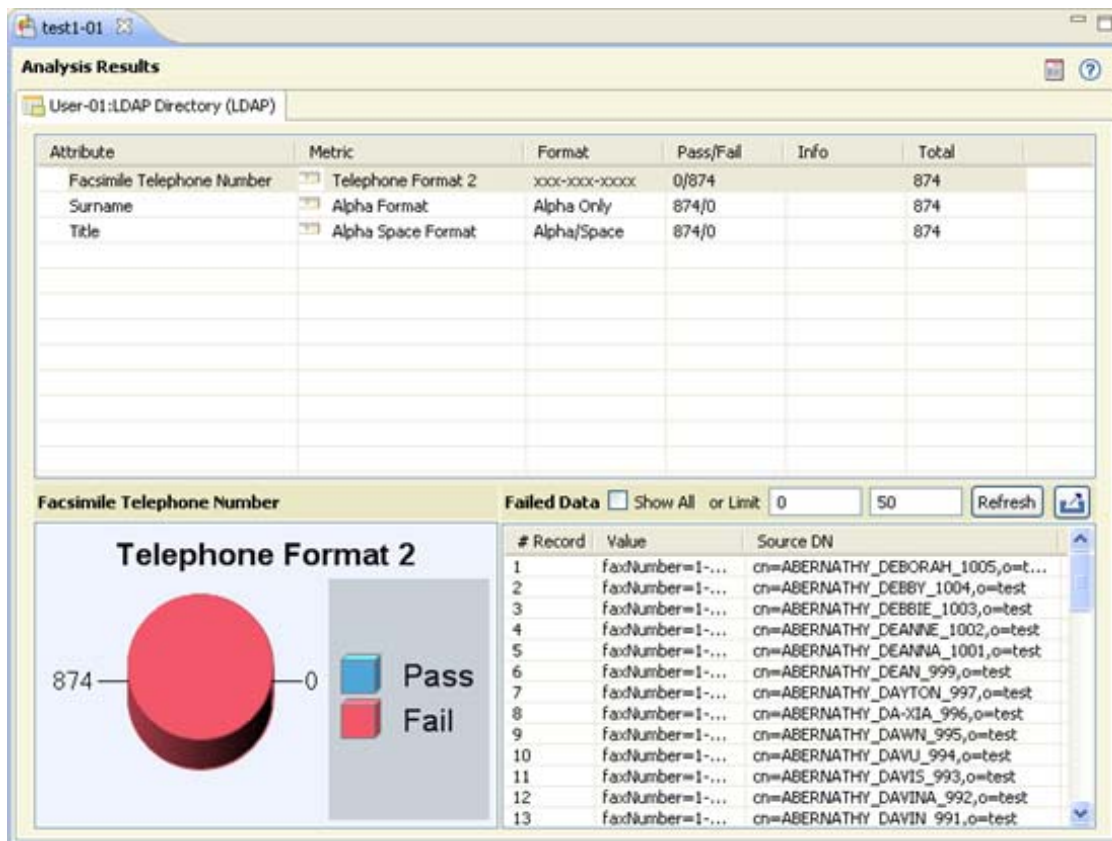 test1-01
Analysis Results
User-01:LDAP Directory (LDAP)
Attribute Metric Format Pass/Fail Info Total
Facsimile Telephone Number Telephone Format 2 xxx-xxx-xxxx 0/874 874
Surname Alpha Format Alpha Only 874/0 874
Title Alpha Space Format Alpha/Space 874/0 874
Facsimile Telephone Number
Failed Data Show All or Limit 0 50 Refresh
Telephone Format 2
874 0
Pass
Fail
# Record Value Source DN
1 faxNumber=1-... cn=ABERNATHY_DEBORAH_1005,o=t...
2 faxNumber=1-... cn=ABERNATHY_DEBBY_1004,o=test
3 faxNumber=1-... cn=ABERNATHY_DEBBIE_1003,o=test
4 faxNumber=1-... cn=ABERNATHY_DEANNE_1002,o=test
5 faxNumber=1-... cn=ABERNATHY_DEANNA_1001,o=test
6 faxNumber=1-... cn=ABERNATHY_DEAN_999,o=test
7 faxNumber=1-... cn=ABERNATHY_DAYTON_997,o=test
8 faxNumber=1-... cn=ABERNATHY_DA-XIA_996,o=test
9 faxNumber=1-... cn=ABERNATHY_DAWN_995,o=test
10 faxNumber=1-... cn=ABERNATHY_DAVU_994,o=test
11 faxNumber=1-... cn=ABERNATHY_DAVIS_993,o=test
12 faxNumber=1-... cn=ABERNATHY_DAVINA_992,o=test
13 faxNumber=1-... cn=ABERNATHY_DAVIN_991,o=test